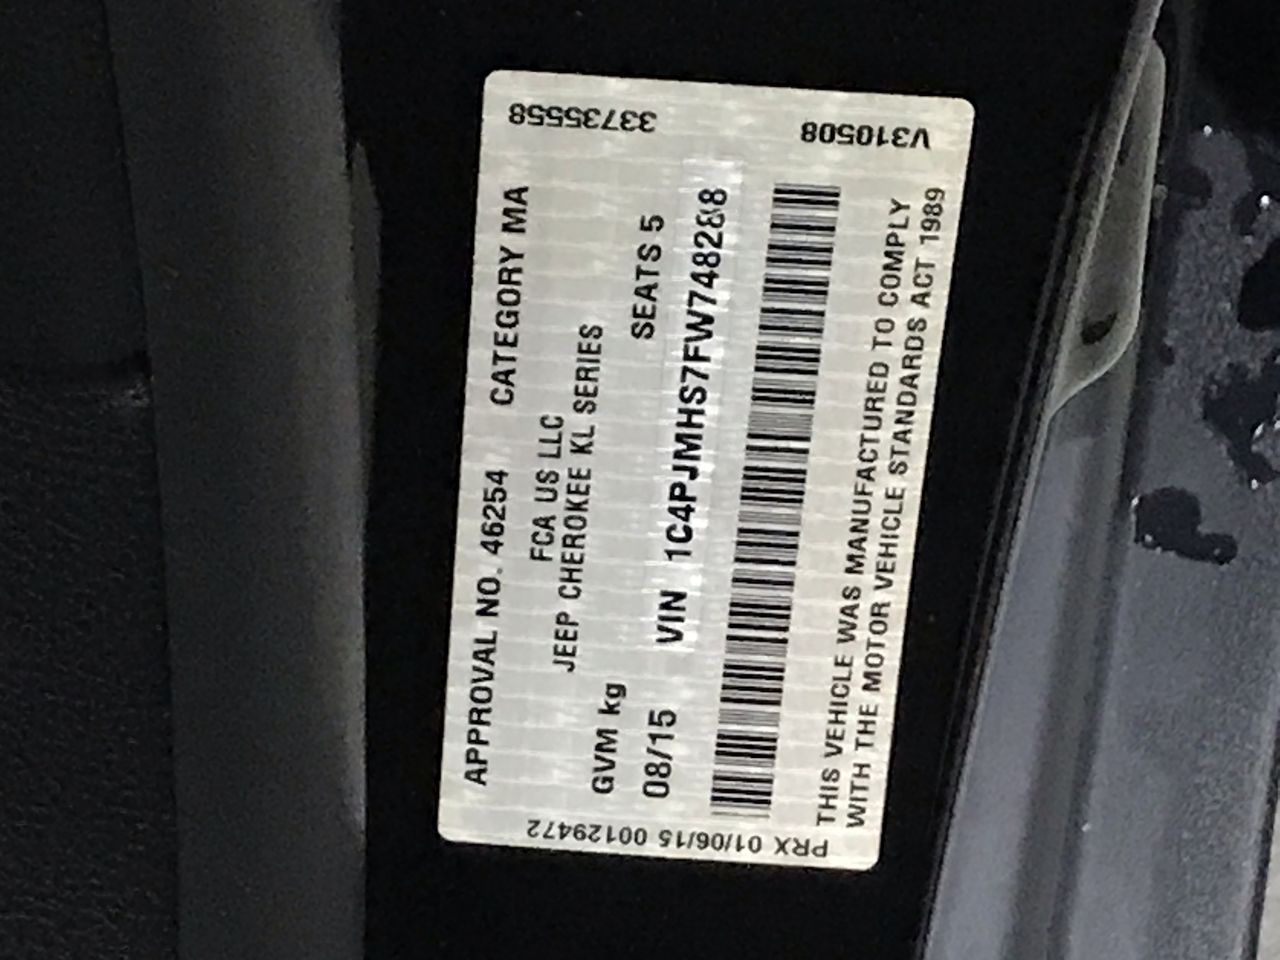 33735558
V310508
APPROVAL NO. 46254 CATEGORY MA
FCA US LLC
JEEP CHEROKEE KL SERIES
GVM kg SEATS 5
08/15 VIN 1C4PJMHS7FW748288
THIS VEHICLE WAS MANUFACTURED TO COMPLY
WITH THE MOTOR VEHICLE STANDARDS ACT 1989
PRX 01/06/15 00129472